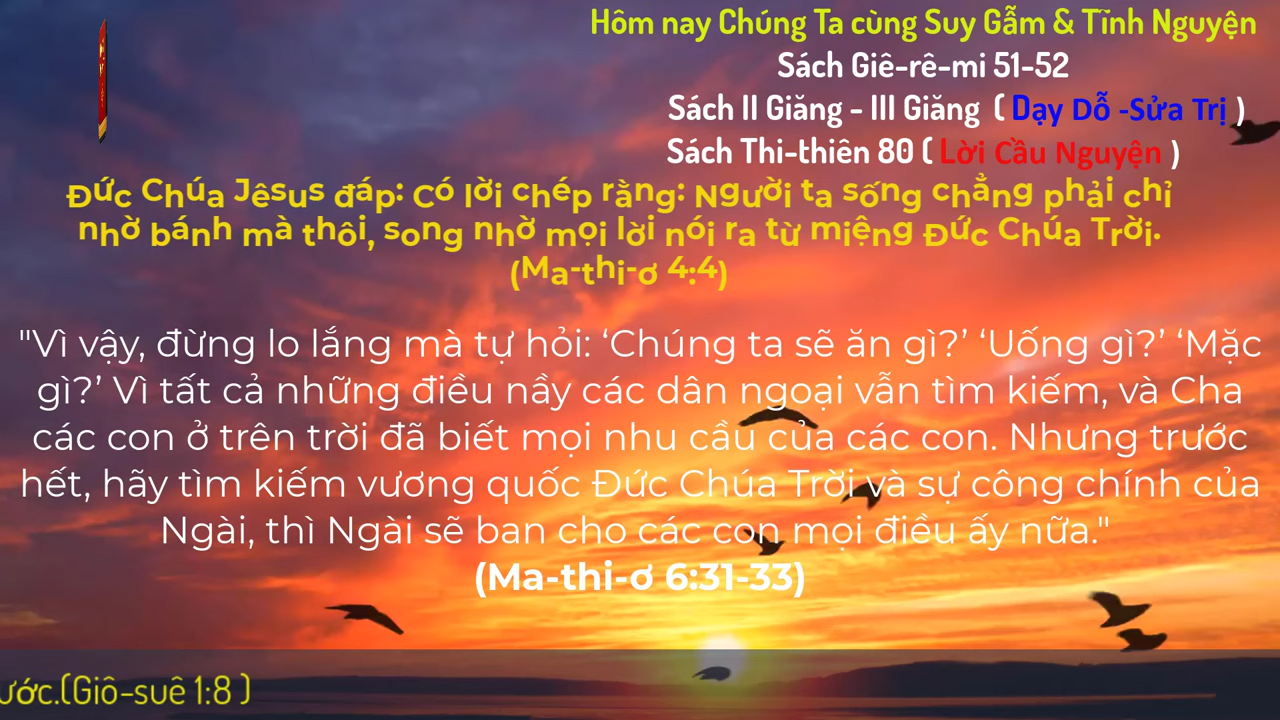 Hôm nay Chúng Ta cùng Suy Gẫm & Tĩnh Nguyện
Sách Giê-rê-mi 51-52
Sách II Giăng - III Giăng ( Dạy Dỗ -Sửa Trị )
Sách Thi-thiên 80 ( Lời Cầu Nguyện )
Đức Chúa Jêsus đáp: Có lời chép rằng: Người ta sống chẳng phải chỉ
nhờ bánh mà thôi, song nhờ mọi lời nói ra từ miệng Đức Chúa Trời.
(Ma-thi-ơ 4:4)
"Vì vậy, đừng lo lắng mà tự hỏi: ‘Chúng ta sẽ ăn gì?’ ‘Uống gì?’ ‘Mặc
gì?’ Vì tất cả những điều nầy các dân ngoại vẫn tìm kiếm, và Cha
các con ở trên trời đã biết mọi nhu cầu của các con. Nhưng trước
hết, hãy tìm kiếm vương quốc Đức Chúa Trời và sự công chính của
Ngài, thì Ngài sẽ ban cho các con mọi điều ấy nữa."
(Ma-thi-ơ 6:31-33)
ước.(Giô-suê 1:8 )